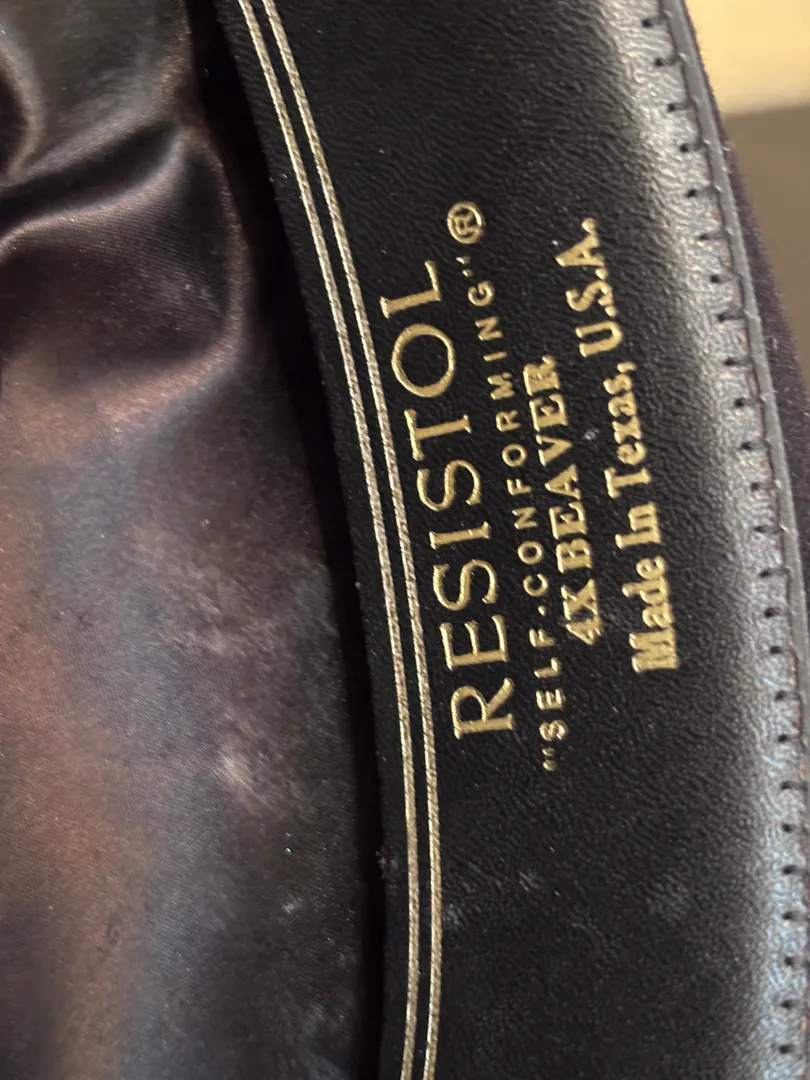 RESISTOL
"SELF-CONFORMING"®
4X BEAVER
Made In Texas, U.S.A.